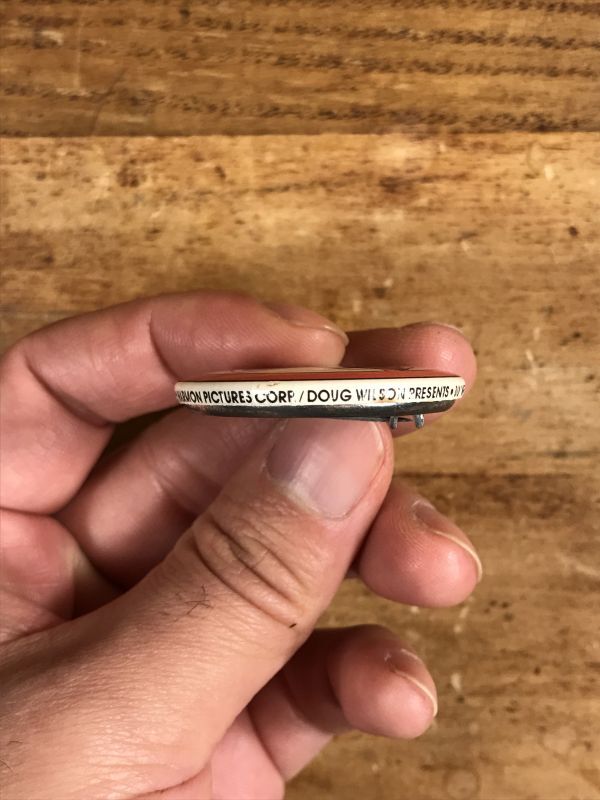 PICTURES CORP. / DOUG WILSON PRESENTS •